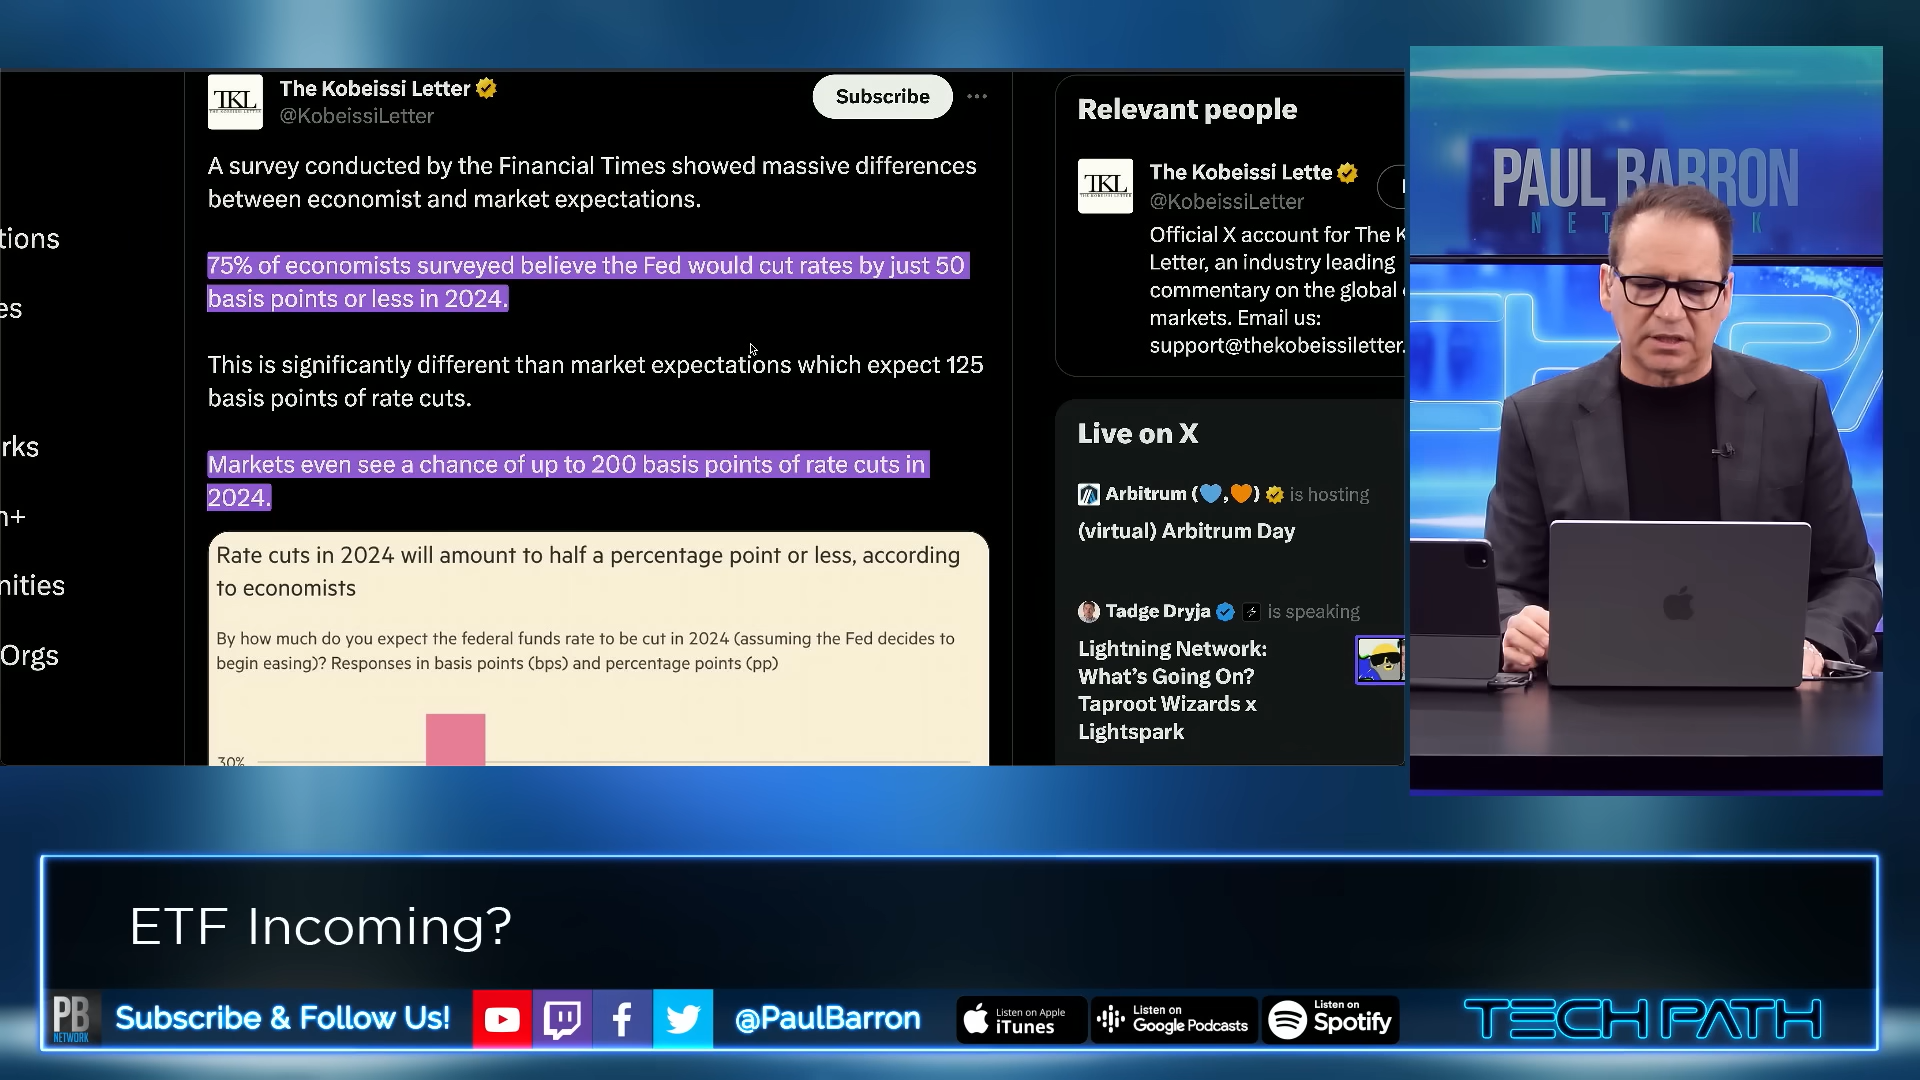 TKL
The Kobeissi Letter
@KobeissiLetter
Subscribe
A survey conducted by the Financial Times showed massive differences
between economist and market expectations.
75% of economists surveyed believe the Fed would cut rates by just 50
basis points or less in 2024.
This is significantly different than market expectations which expect 125
basis points of rate cuts.
Markets even see a chance of up to 200 basis points of rate cuts in
2024.
Rate cuts in 2024 will amount to half a percentage point or less, according
to economists
By how much do you expect the federal funds rate to be cut in 2024 (assuming the Fed decides to
begin easing)? Responses in basis points (bps) and percentage points (pp)
30%
tions
es
rks
n+
nities
Orgs
Relevant people
TKL
The Kobeissi Lette
@KobeissiLetter
Official X account for The K
Letter, an industry leading
commentary on the global
markets. Email us:
support@thekobeissiletter.
Live on X
Arbitrum (🩵,🧡) is hosting
(virtual) Arbitrum Day
Tadge Dryja is speaking
Lightning Network:
What's Going On?
Taproot Wizards x
Lightspark
PAUL BARRON
ETF Incoming?
PB
NETWORK
Subscribe & Follow Us!
@PaulBarron
Listen on Apple
iTunes
Listen on
Google Podcasts
Listen on
Spotify
TECH PATH